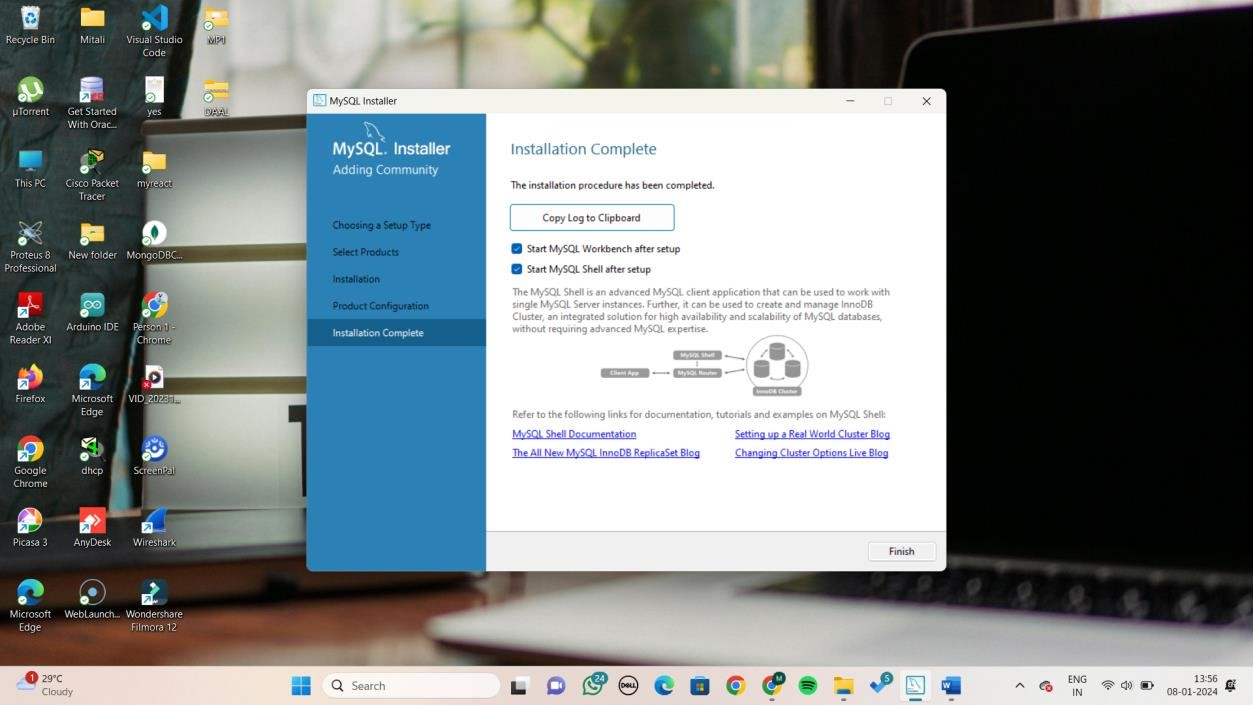 Recycle Bin
Mitali
Visual Studio
Code
MP1
µTorrent
Get Started
With Orac...
yes
DAAL
This PC
Cisco Packet
Tracer
myreact
Proteus 8
Professional
New folder
MongoDBC...
Adobe
Reader XI
Arduino IDE
Person 1 -
Chrome
Firefox
Microsoft
Edge
VID_20231...
Google
Chrome
dhcp
ScreenPal
Picasa 3
AnyDesk
Wireshark
Microsoft
Edge
WebLaunch...
Wondershare
Filmora 12
MySQL Installer
MySQL. Installer
Adding Community
Choosing a Setup Type
Select Products
Installation
Product Configuration
Installation Complete
Installation Complete
The installation procedure has been completed.
Copy Log to Clipboard
Start MySQL Workbench after setup
Start MySQL Shell after setup
The MySQL Shell is an advanced MySQL client application that can be used to work with
single MySQL Server instances. Further, it can be used to create and manage InnoDB
Cluster, an integrated solution for high availability and scalability of MySQL databases,
without requiring advanced MySQL expertise.
MySQL Shell
Client App
MySQL Router
InnoDB Cluster
Refer to the following links for documentation, tutorials and examples on MySQL Shell:
MySQL Shell Documentation
Setting up a Real World Cluster Blog
The All New MySQL InnoDB ReplicaSet Blog
Changing Cluster Options Live Blog
Finish
1
29°C
Cloudy
Search
24
DELL
M
5
W
ENG
IN
13:56
08-01-2024